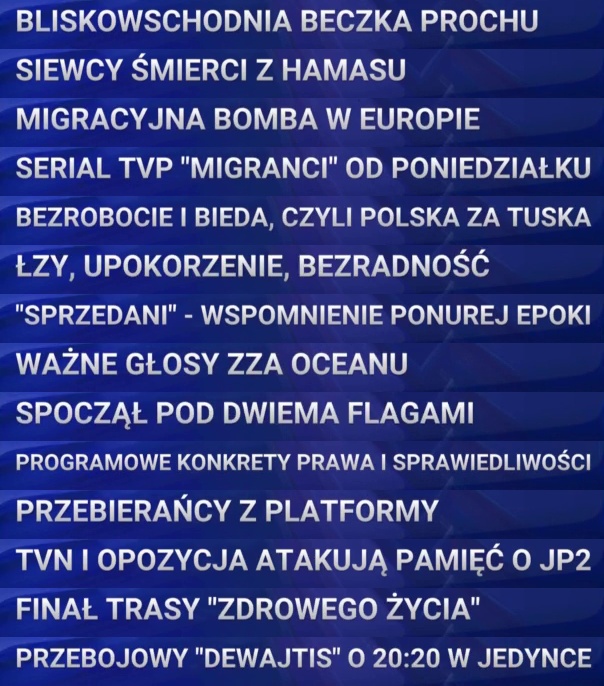 BLISKOWSCHODNIA BECZKA PROCHU
SIEWCY ŚMIERCI Z HAMASU
MIGRACYJNA BOMBA W EUROPIE
SERIAL TVP "MIGRANCI" OD PONIEDZIAŁKU
BEZROBOCIE I BIEDA, CZYLI POLSKA ZA TUSKA
ŁZY, UPOKORZENIE, BEZRADNOŚĆ
"SPRZEDANI" - WSPOMNIENIE PONUREJ EPOKI
WAŻNE GŁOSY ZZA OCEANU
SPOCZĄŁ POD DWIEMA FLAGAMI
PROGRAMOWE KONKRETY PRAWA I SPRAWIEDLIWOŚCI
PRZEBIERAŃCY Z PLATFORMY
TVN I OPOZYCJA ATAKUJĄ PAMIĘĆ O JP2
FINAŁ TRASY "ZDROWEGO ŻYCIA"
PRZEBOJOWY "DEWAJTIS" O 20:20 W JEDYNCE